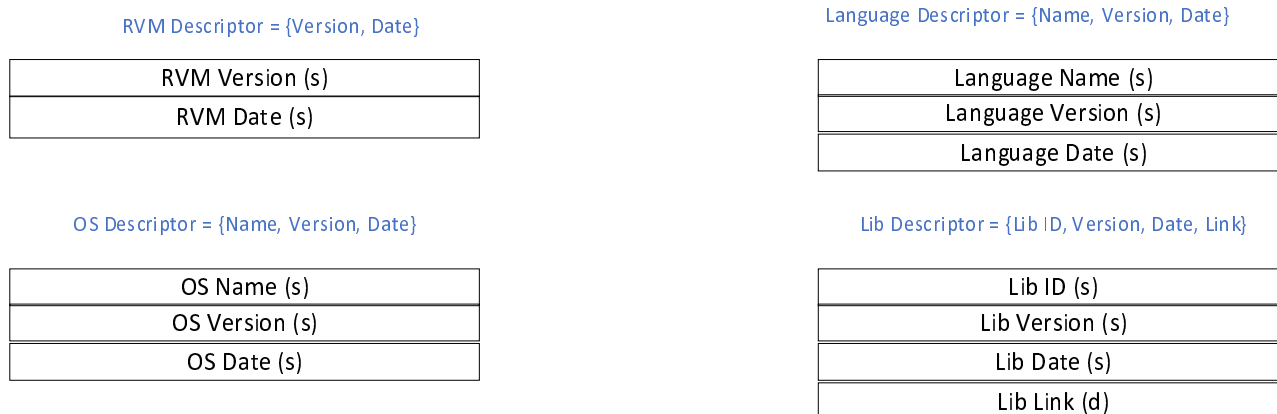 RVM Descriptor = {Version, Date}
RVM Version (s)
RVM Date (s)
Language Descriptor = {Name, Version, Date}
Language Name (s)
Language Version (s)
Language Date (s)
OS Descriptor = {Name, Version, Date}
OS Name (s)
OS Version (s)
OS Date (s)
Lib Descriptor = {Lib ID, Version, Date, Link}
Lib ID (s)
Lib Version (s)
Lib Date (s)
Lib Link (d)